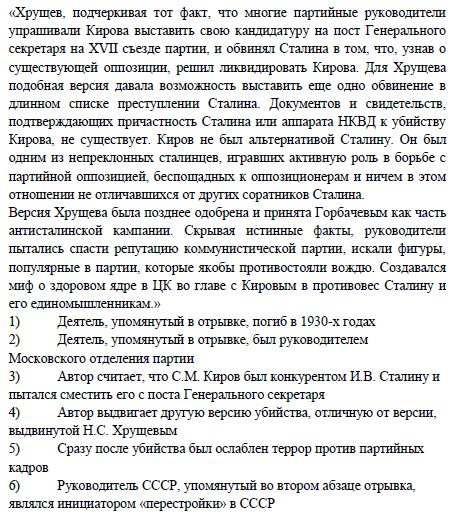 «Хрущев, подчеркивая тот факт, что многие партийные руководители
упрашивали Кирова выставить свою кандидатуру на пост Генерального
секретаря на XVII съезде партии, и обвинял Сталина в том, что, узнав о
существующей оппозиции, решил ликвидировать Кирова. Для Хрущева
подобная версия давала возможность выставить еще одно обвинение в
длинном списке преступлении Сталина. Документов и свидетельств,
подтверждающих причастность Сталина или аппарата НКВД к убийству
Кирова, не существует. Киров не был альтернативой Сталину. Он был
одним из непреклонных сталинцев, игравших активную роль в борьбе с
партийной оппозицией, беспощадных к оппозиционерам и ничем в этом
отношении не отличавшихся от других соратников Сталина.
Версия Хрущева была позднее одобрена и принята Горбачевым как часть
антисталинской кампании. Скрывая истинные факты, руководители
пытались спасти репутацию коммунистической партии, искали фигуры,
популярные в партии, которые якобы противостояли вождю. Создавался
миф о здоровом ядре в ЦК во главе с Кировым в противовес Сталину и
его единомышленникам.»
1) Деятель, упомянутый в отрывке, погиб в 1930-х годах
2) Деятель, упомянутый в отрывке, был руководителем
Московского отделения партии
3) Автор считает, что С.М. Киров был конкурентом И.В. Сталину и
пытался сместить его с поста Генерального секретаря
4) Автор выдвигает другую версию убийства, отличную от версии,
выдвинутой Н.С. Хрущевым
5) Сразу после убийства был ослаблен террор против партийных
кадров
6) Руководитель СССР, упомянутый во втором абзаце отрывка,
являлся инициатором «перестройки» в СССР